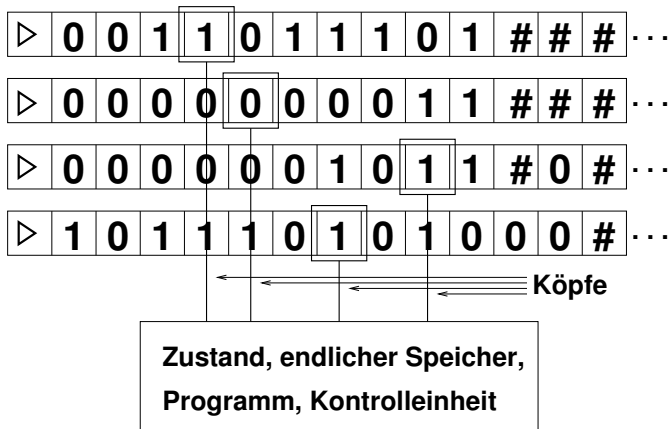 ▷ 0 0 1 1 0 1 1 1 0 1 # # # ···
▷ 0 0 0 0 0 0 0 0 1 1 # # # ···
▷ 0 0 0 0 0 0 1 0 1 1 # 0 # ···
▷ 1 0 1 1 1 0 1 0 1 0 0 0 # ···
Köpfe
Zustand, endlicher Speicher,
Programm, Kontrolleinheit